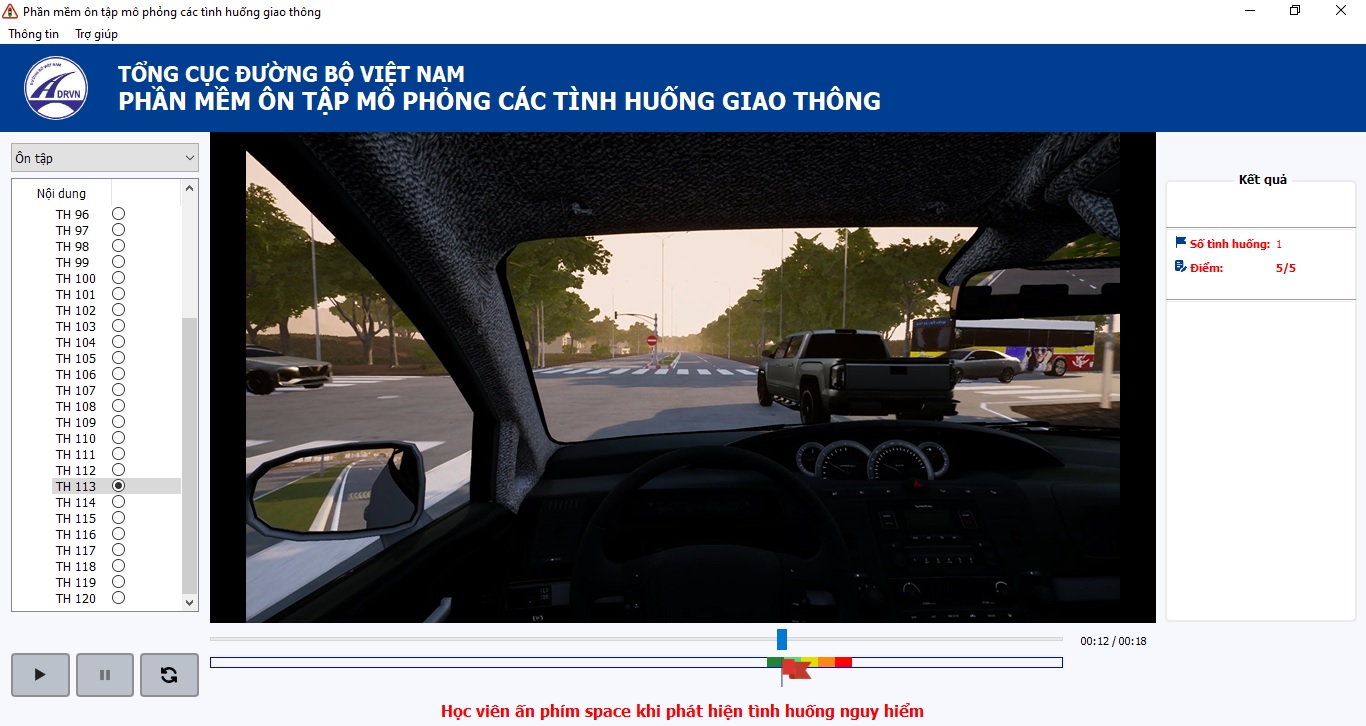 Phần mềm ôn tập mô phỏng các tình huống giao thông
Thông tin Trợ giúp
ĐƯỜNG BỘ VIỆT NAM
DRVN
TỔNG CỤC ĐƯỜNG BỘ VIỆT NAM
PHẦN MỀM ÔN TẬP MÔ PHỎNG CÁC TÌNH HUỐNG GIAO THÔNG
Ôn tập
Nội dung
TH 96
TH 97
TH 98
TH 99
TH 100
TH 101
TH 102
TH 103
TH 104
TH 105
TH 106
TH 107
TH 108
TH 109
TH 110
TH 111
TH 112
TH 113
TH 114
TH 115
TH 116
TH 117
TH 118
TH 119
TH 120
Kết quả
Số tình huống: 1
Điểm: 5/5
00:12 / 00:18
Học viên ấn phím space khi phát hiện tình huống nguy hiểm